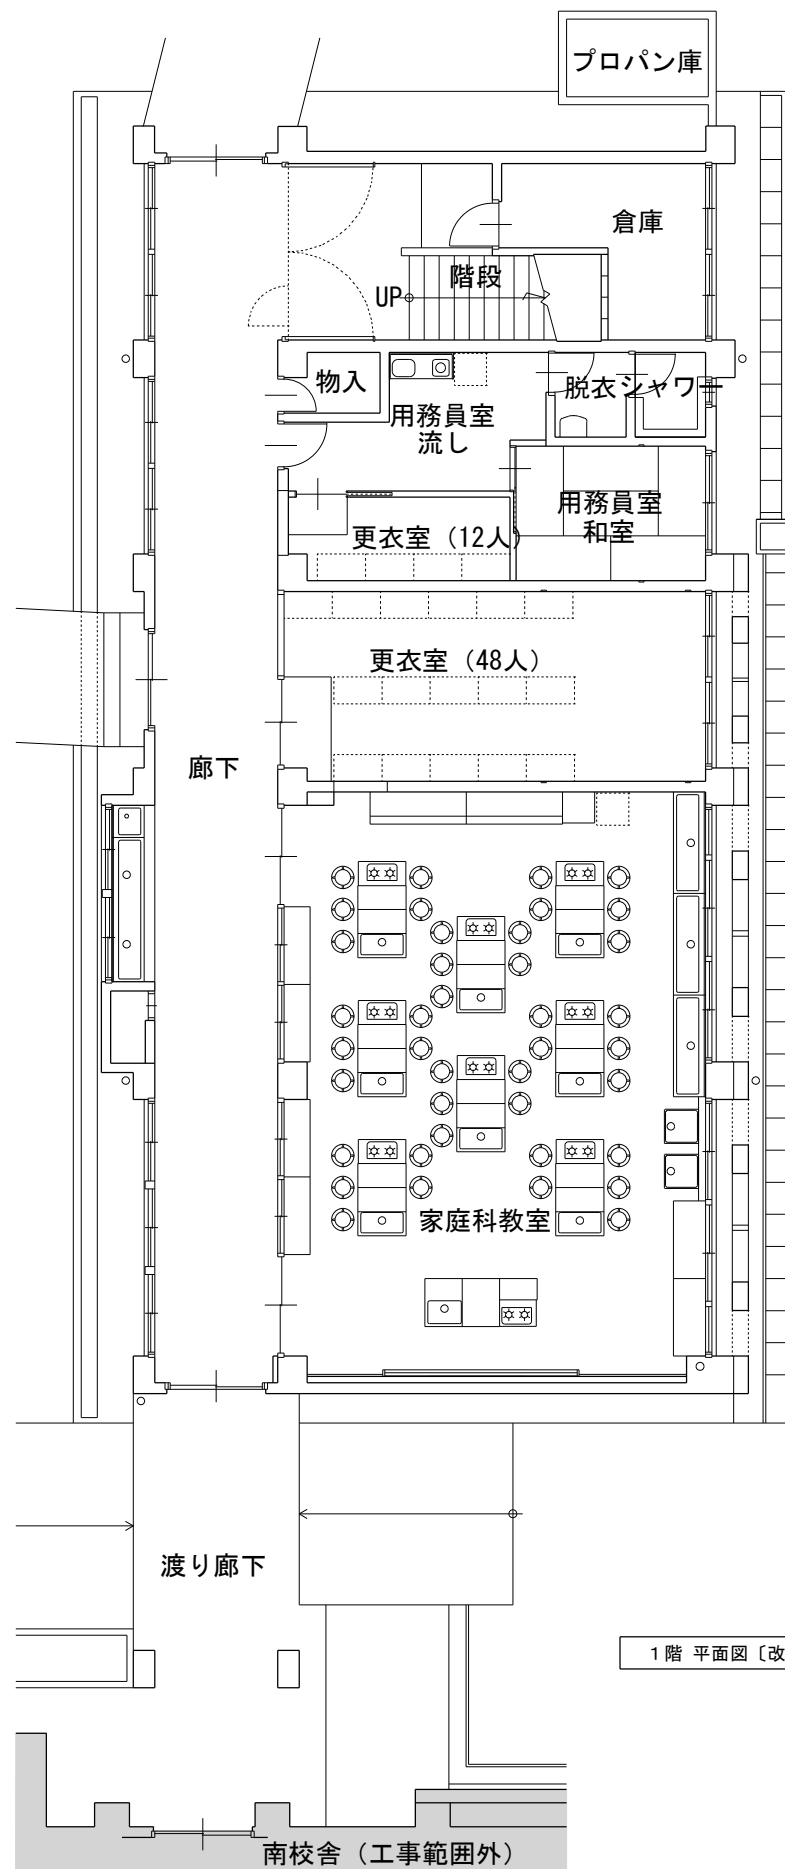 プロパン庫
倉庫
階段
UP
物入
脱衣シャワー
用務員室
流し
用務員室
和室
更衣室（12人）
更衣室（48人）
廊下
家庭科教室
渡り廊下
1階 平面図〔改
南校舎（工事範囲外）